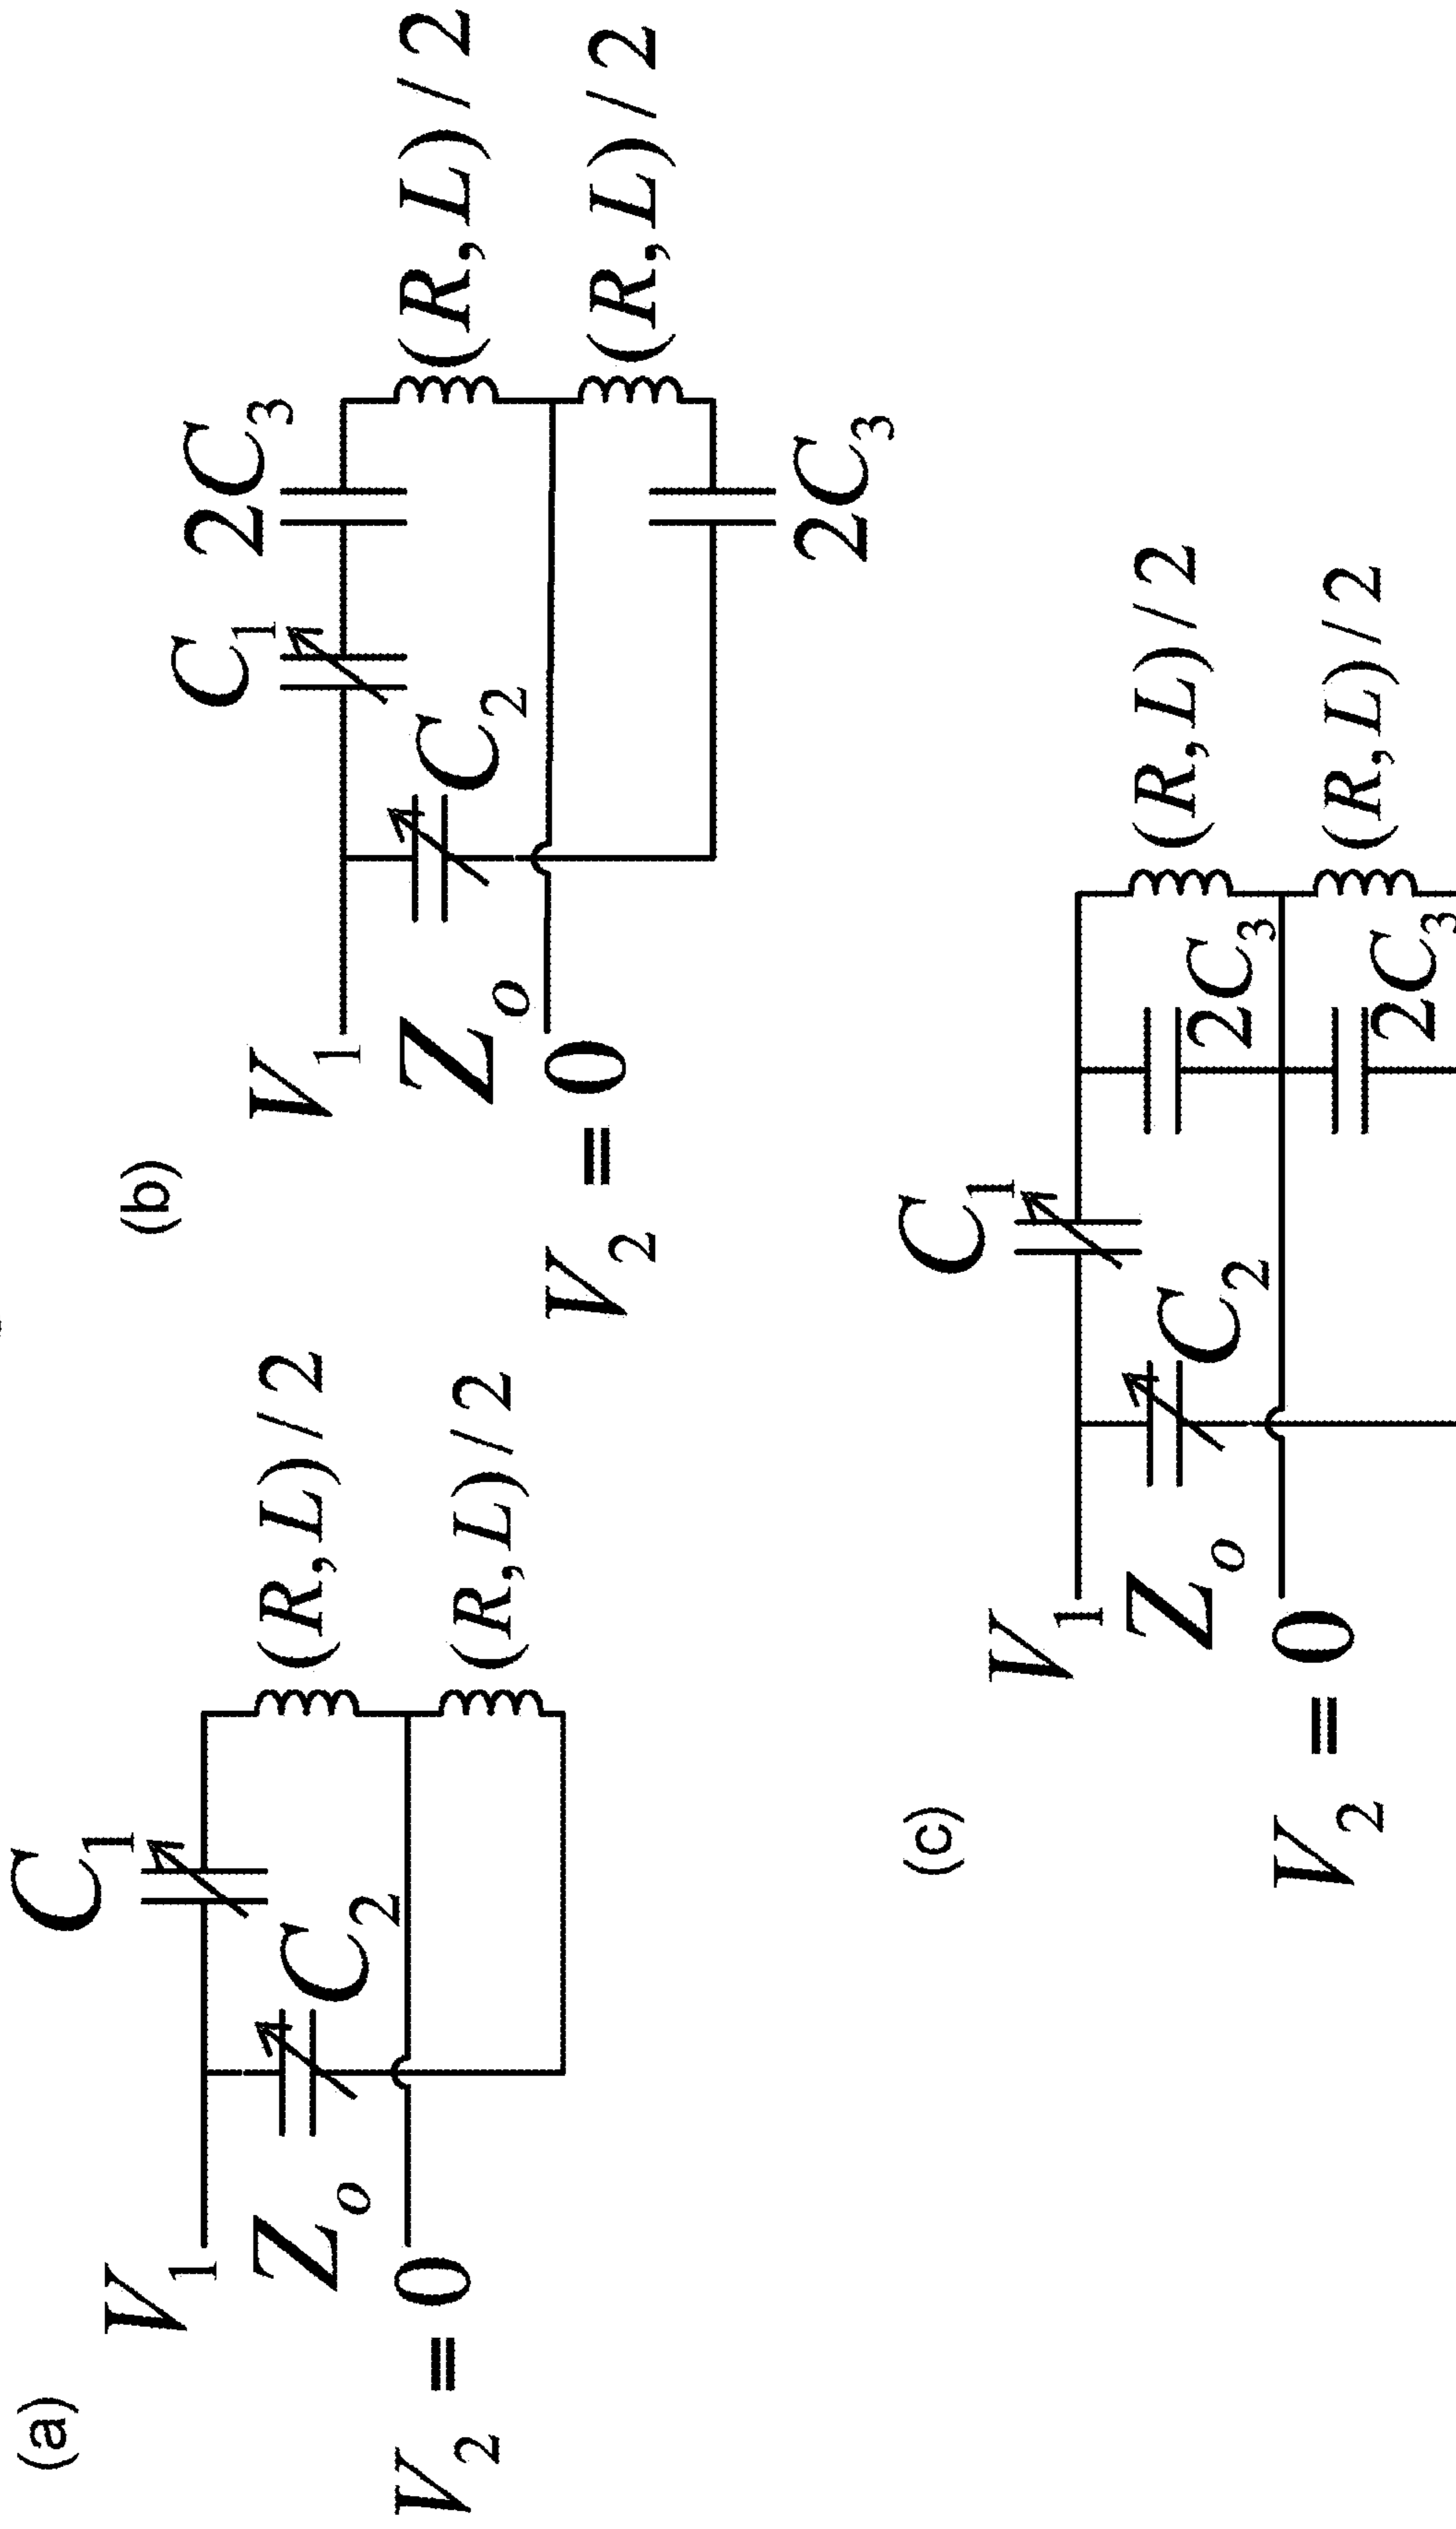 (a)
C1
V1
C2
Zo
V2 = 0
(R, L) / 2
(R, L) / 2
(b)
C1
2C3
V1
C2
Zo
V2 = 0
(R, L) / 2
(R, L) / 2
2C3
(c)
C1
V1
C2
Zo
V2 = 0
2C3
2C3
(R, L) / 2
(R, L) / 2